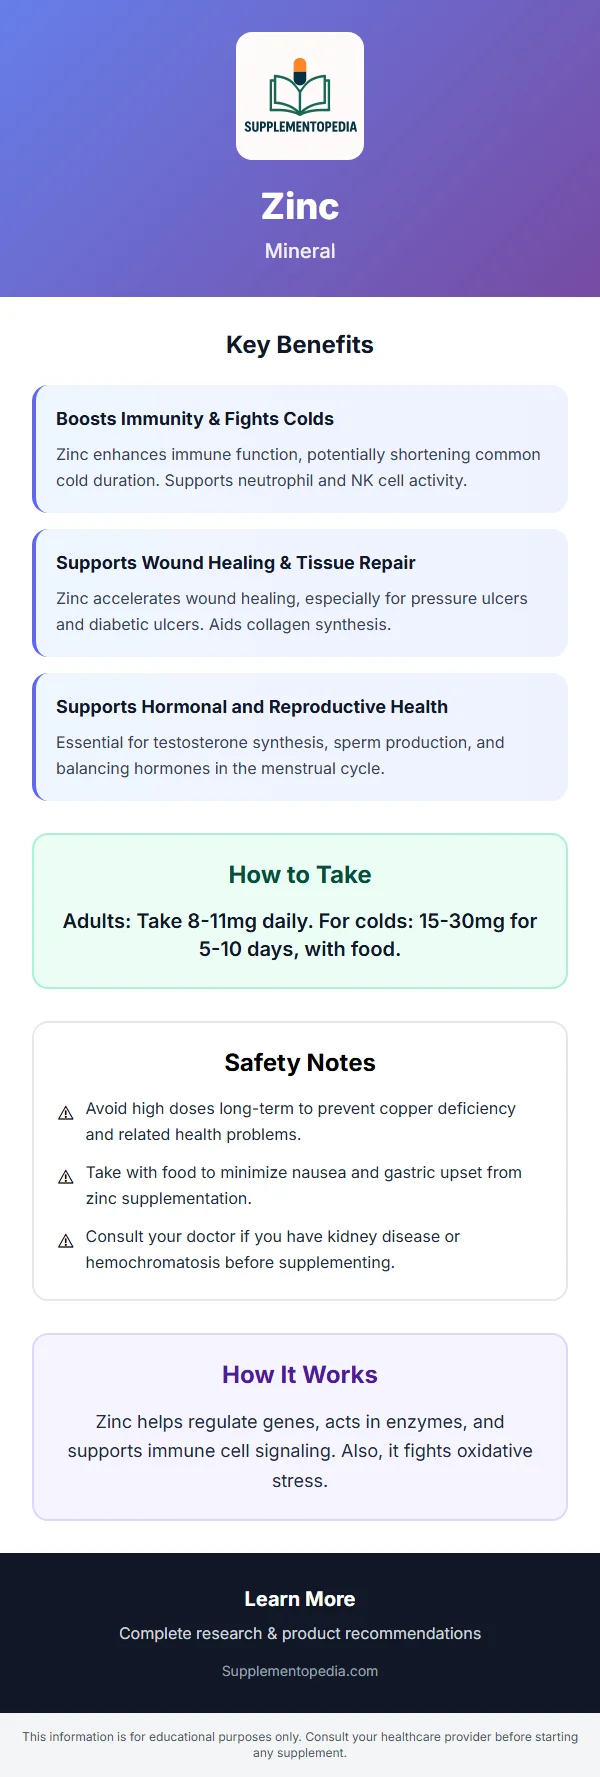 SUPPLEMENTOPEDIA
Zinc
Mineral
Key Benefits
Boosts Immunity & Fights Colds
Zinc enhances immune function, potentially shortening common
cold duration. Supports neutrophil and NK cell activity.
Supports Wound Healing & Tissue Repair
Zinc accelerates wound healing, especially for pressure ulcers
and diabetic ulcers. Aids collagen synthesis.
Supports Hormonal and Reproductive Health
Essential for testosterone synthesis, sperm production, and
balancing hormones in the menstrual cycle.
How to Take
Adults: Take 8-11mg daily. For colds: 15-30mg for
5-10 days, with food.
Safety Notes
Avoid high doses long-term to prevent copper deficiency
and related health problems.
Take with food to minimize nausea and gastric upset from
zinc supplementation.
Consult your doctor if you have kidney disease or
hemochromatosis before supplementing.
How It Works
Zinc helps regulate genes, acts in enzymes, and
supports immune cell signaling. Also, it fights oxidative
stress.
Learn More
Complete research & product recommendations
Supplementopedia.com
This information is for educational purposes only. Consult your healthcare provider before starting
any supplement.